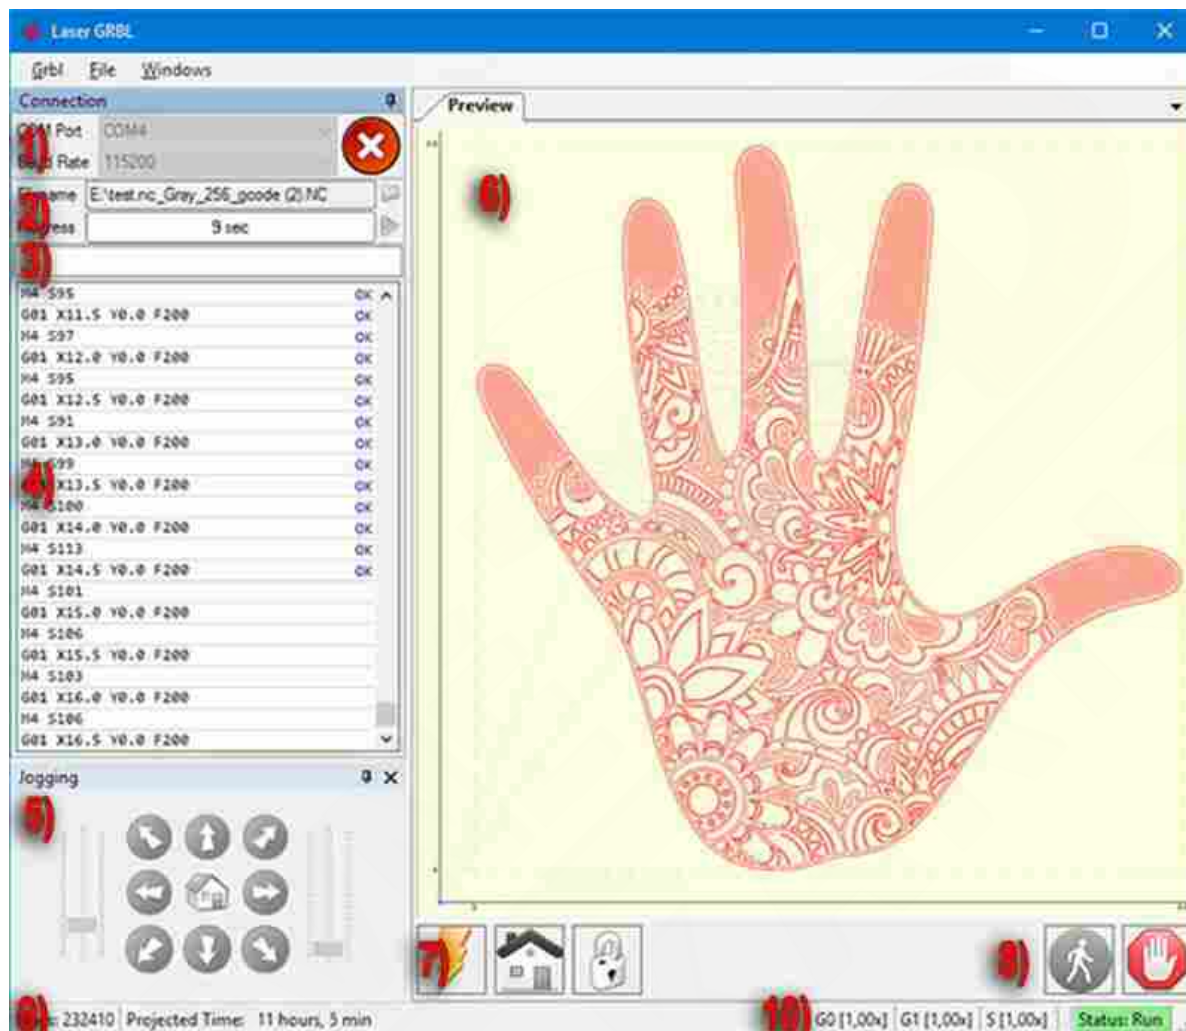 Laser GRBL
Grbl File Windows
Connection
Preview
1)
Port COM4
Rate 115200
6)
E:\test.nc_Gray_256_gcode (2).NC
2)
9 sec
3)
M4 S95 OK
G01 X11.5 Y0.0 F200 OK
M4 S97 OK
G01 X12.0 Y0.0 F200 OK
M4 S95 OK
G01 X12.5 Y0.0 F200 OK
M4 S91 OK
G01 X13.0 Y0.0 F200 OK
S99 OK
4)
X13.5 Y0.0 F200 OK
M4 S100 OK
G01 X14.0 Y0.0 F200 OK
M4 S113 OK
G01 X14.5 Y0.0 F200 OK
M4 S101
G01 X15.0 Y0.0 F200
M4 S106
G01 X15.5 Y0.0 F200
M4 S103
G01 X16.0 Y0.0 F200
M4 S106
G01 X16.5 Y0.0 F200
Jogging
5)
7)
8)
9)
232410 Projected Time: 11 hours, 5 min
10)
G0 [1,00x] G1 [1,00x] S [1,00x] Status: Run